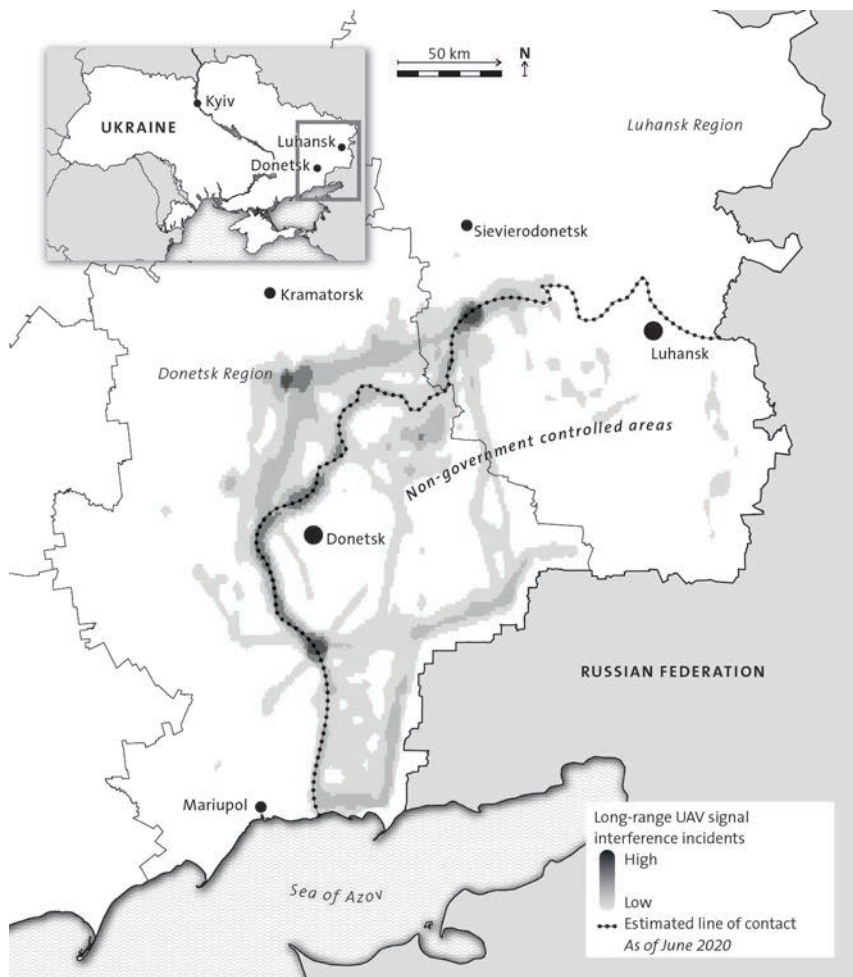 50 km
N
Kyiv
UKRAINE
Luhansk
Donetsk
Luhansk Region
Sievierodonetsk
Kramatorsk
Luhansk
Donetsk Region
Non-government controlled areas
Donetsk
RUSSIAN FEDERATION
Mariupol
Sea of Azov
Long-range UAV signal
interference incidents
High
Low
Estimated line of contact
As of June 2020